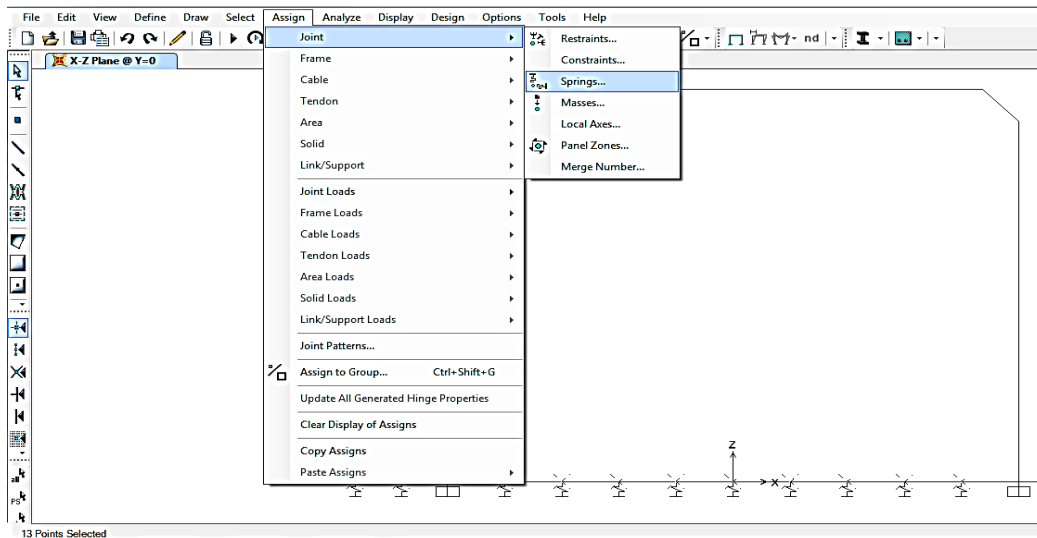 File Edit View Define Draw Select Assign Analyze Display Design Options Tools Help
nd
X-Z Plane @ Y=0
Joint
Frame
Cable
Tendon
Area
Solid
Link/Support
Joint Loads
Frame Loads
Cable Loads
Tendon Loads
Area Loads
Solid Loads
Link/Support Loads
Joint Patterns...
Assign to Group... Ctrl+Shift+G
Update All Generated Hinge Properties
Clear Display of Assigns
Copy Assigns
Paste Assigns
Restraints...
Constraints...
Springs...
Masses...
Local Axes...
Panel Zones...
Merge Number...
Z
X
all
PS
13 Points Selected